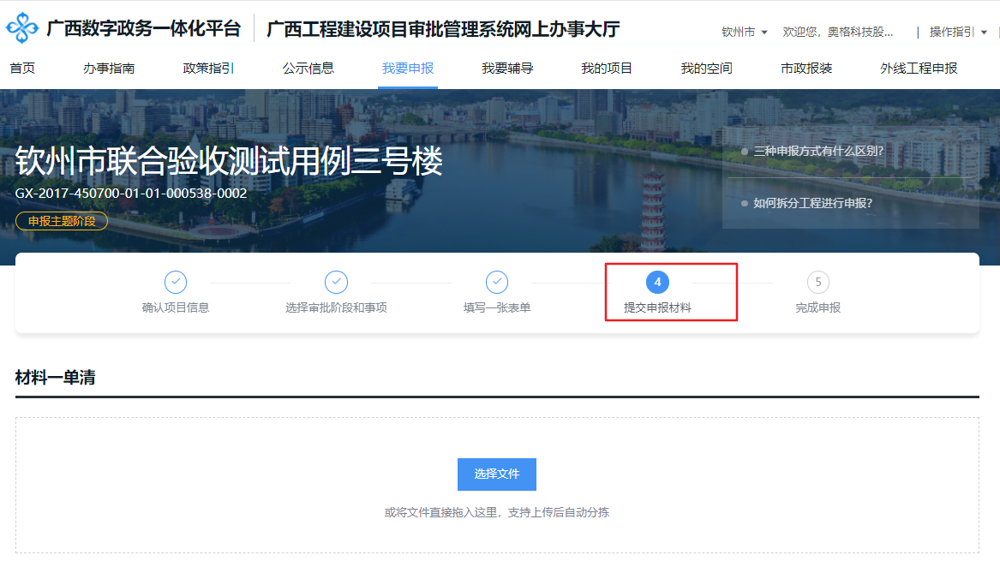 广西数字政务一体化平台 广西工程建设项目审批管理系统网上办事大厅 钦州市 欢迎您，奥格科技股... | 操作指引
首页 办事指南 政策指引 公示信息 我要申报 我要辅导 我的项目 我的空间 市政报装 外线工程申报
钦州市联合验收测试用例三号楼
GX-2017-450700-01-01-000538-0002
申报主题阶段
三种申报方式有什么区别?
如何拆分工程进行申报?
4 5
确认项目信息 选择审批阶段和事项 填写一张表单 提交申报材料 完成申报
材料一单清
选择文件
或将文件直接拖入这里，支持上传后自动分拣